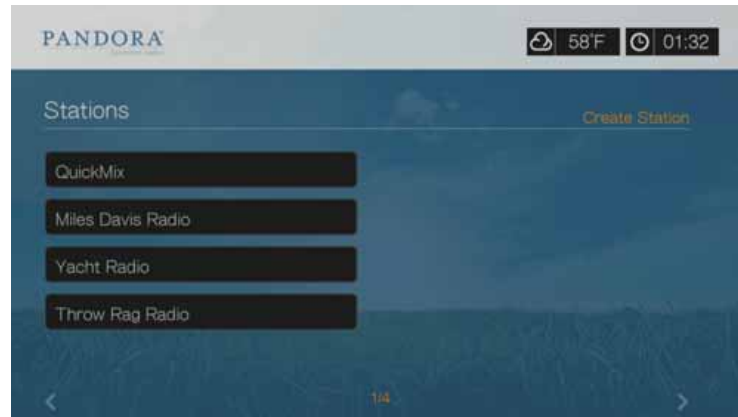 PANDORA
58°F 01:32
Stations
Create Station
QuickMix
Miles Davis Radio
Yacht Radio
Throw Rag Radio
1/4